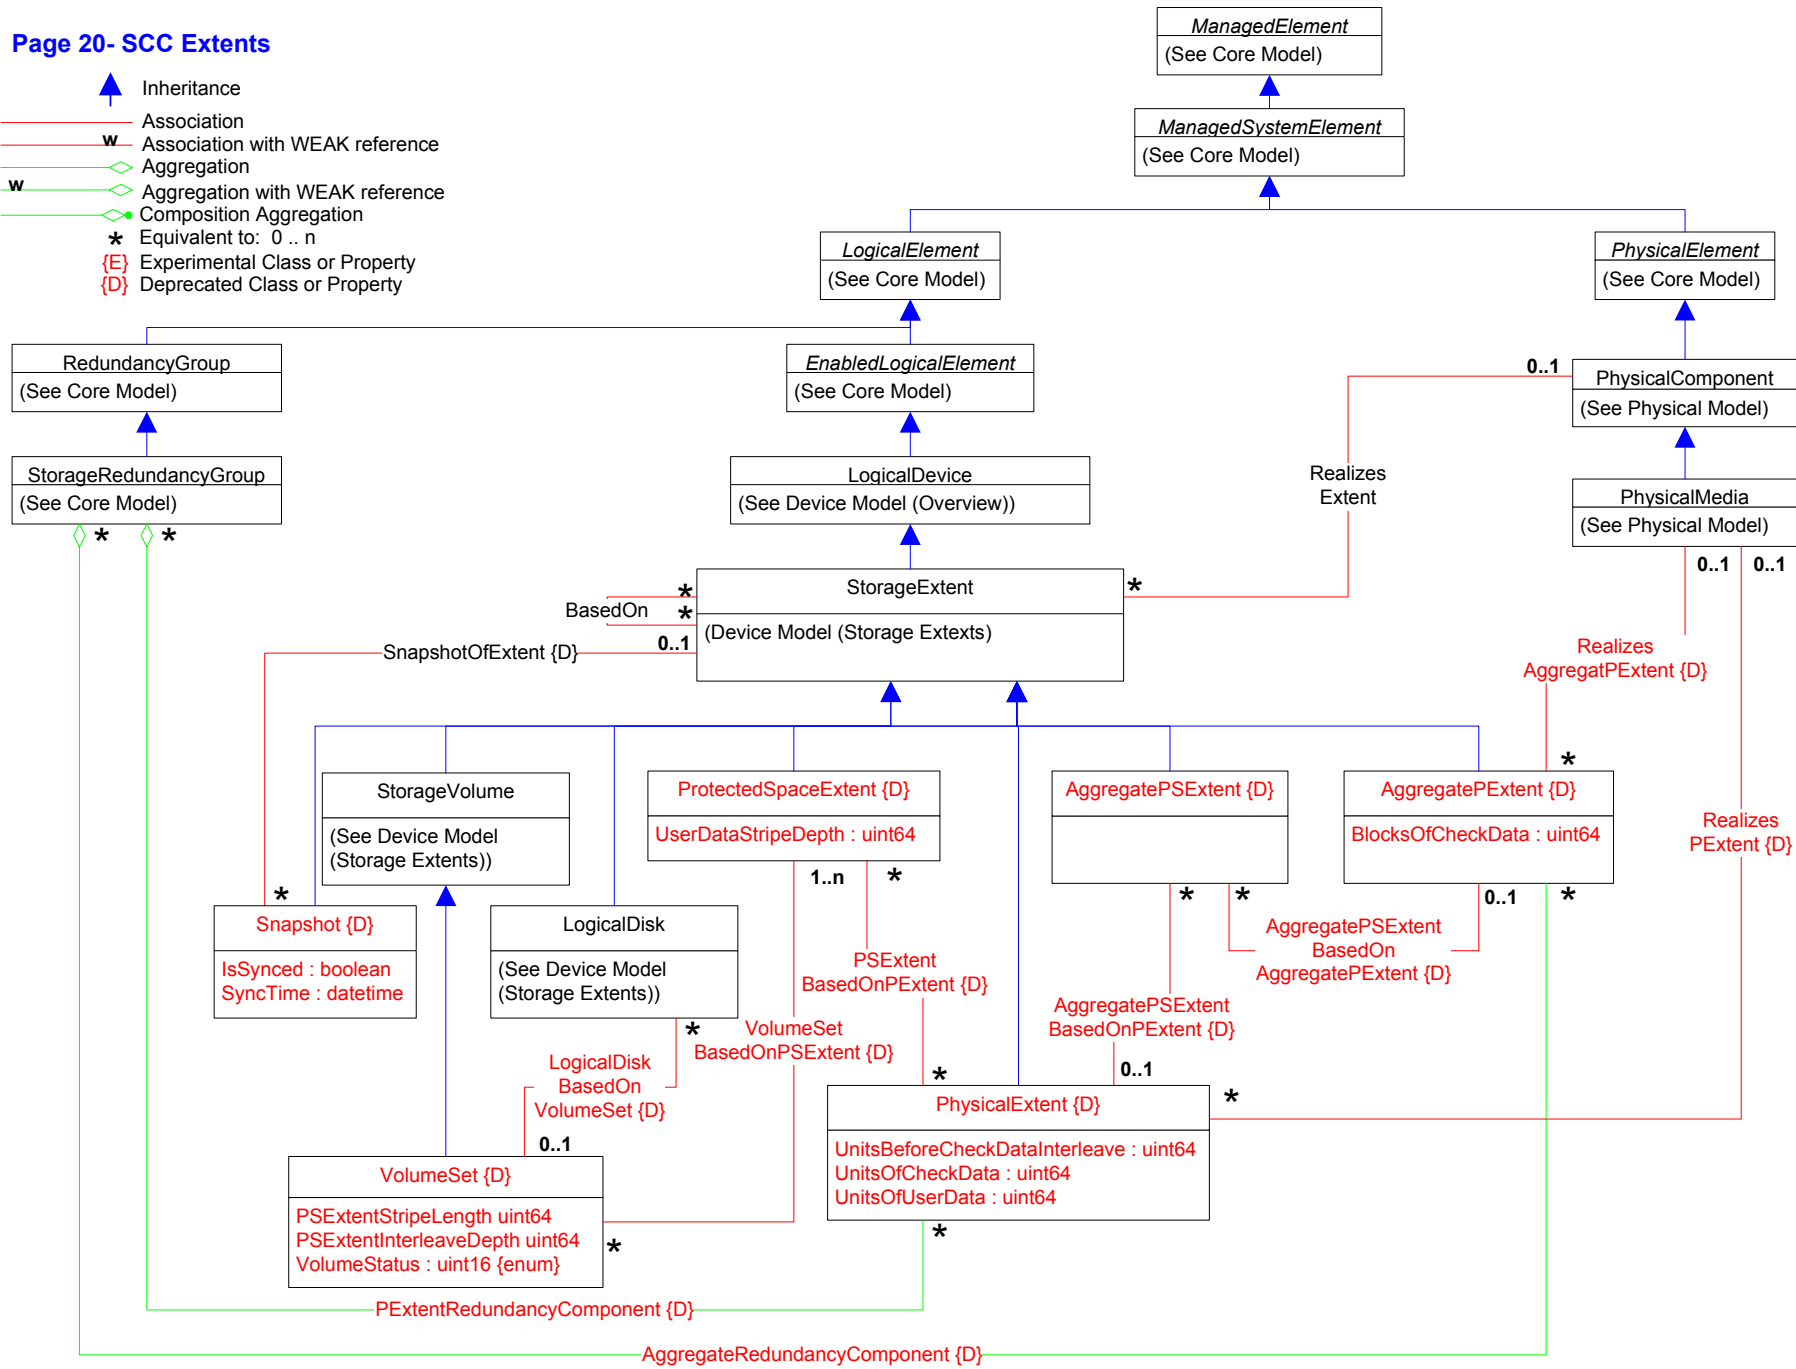 Page 20- SCC Extents
Inheritance
Association
w Association with WEAK reference
Aggregation
w Aggregation with WEAK reference
Composition Aggregation
* Equivalent to: 0 .. n
{E} Experimental Class or Property
{D} Deprecated Class or Property
ManagedElement
(See Core Model)
ManagedSystemElement
(See Core Model)
LogicalElement
(See Core Model)
PhysicalElement
(See Core Model)
RedundancyGroup
(See Core Model)
EnabledLogicalElement
(See Core Model)
0..1
PhysicalComponent
(See Physical Model)
StorageRedundancyGroup
(See Core Model)
* *
LogicalDevice
(See Device Model (Overview))
Realizes
Extent
PhysicalMedia
(See Physical Model)
0..1 0..1
StorageExtent
(Device Model (Storage Extexts)
*
*
*
BasedOn
0..1
SnapshotOfExtent {D}
Realizes
AggregatPExtent {D}
*
StorageVolume
(See Device Model
(Storage Extents))
ProtectedSpaceExtent {D}
UserDataStripeDepth : uint64
1..n *
AggregatePSExtent {D}
* *
AggregatePExtent {D}
BlocksOfCheckData : uint64
0..1 *
Realizes
PExtent {D}
*
Snapshot {D}
IsSynced : boolean
SyncTime : datetime
LogicalDisk
(See Device Model
(Storage Extents))
*
AggregatePSExtent
BasedOn
AggregatePExtent {D}
PSExtent
BasedOnPExtent {D}
AggregatePSExtent
BasedOnPExtent {D}
VolumeSet
BasedOnPSExtent {D}
LogicalDisk
BasedOn
VolumeSet {D}
0..1
* 0..1 *
PhysicalExtent {D}
UnitsBeforeCheckDataInterleave : uint64
UnitsOfCheckData : uint64
UnitsOfUserData : uint64
*
VolumeSet {D}
PSExtentStripeLength uint64
PSExtentInterleaveDepth uint64
VolumeStatus : uint16 {enum}
*
PExtentRedundancyComponent {D}
AggregateRedundancyComponent {D}